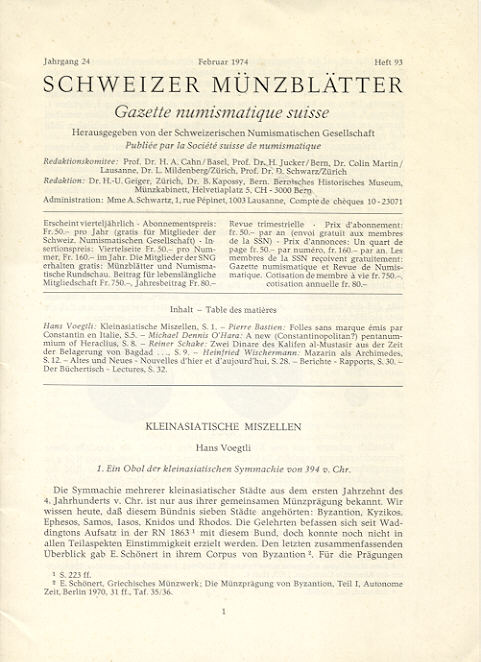 Jahrgang 24 Februar 1974 Heft 93
SCHWEIZER MÜNZBLÄTTER
Gazette numismatique suisse
Herausgegeben von der Schweizerischen Numismatischen Gesellschaft
Publiée par la Société suisse de numismatique
Redaktionskomitee: Prof. Dr. H. A. Cahn/Basel, Prof. Dr. H. Jucker/Bern, Dr. Colin Martin/
Lausanne, Dr. L. Mildenberg/Zürich, Prof. Dr. D. Schwarz/Zürich
Redaktion: Dr. H.-U. Geiger, Zürich, Dr. B. Kapossy, Bern. Bernisches Historisches Museum,
Münzkabinett, Helvetiaplatz 5, CH - 3000 Bern
Administration: Mme A. Schwartz, 1, rue Pépinet, 1003 Lausanne, Compte de chèques 10 - 23071
Erscheint vierteljährlich - Abonnementspreis:
Fr. 50.– pro Jahr (gratis für Mitglieder der
Schweiz. Numismatischen Gesellschaft) - In-
sertionspreis: Viertelseite Fr. 50.– pro Num-
mer, Fr. 160.– im Jahr. Die Mitglieder der SNG
erhalten gratis: Münzblätter und Numisma-
tische Rundschau. Beitrag für lebenslängliche
Mitgliedschaft Fr. 750.–, Jahresbeitrag Fr. 80.–
Revue trimestrielle - Prix d'abonnement:
fr. 50.– par an (envoi gratuit aux membres
de la SSN) - Prix d'annonces: Un quart de
page fr. 50.– par numéro, fr. 160.– par an. Les
membres de la SSN reçoivent gratuitement:
Gazette numismatique et Revue de Numis-
matique. Cotisation de membre à vie fr. 750.–,
cotisation annuelle fr. 80.–
Inhalt – Table des matières
Hans Voegtli: Kleinasiatische Miszellen, S. 1. – Pierre Bastien: Folles sans marque émis par
Constantin en Italie, S.5. – Michael Dennis O'Hara: A new (Constantinopolitan?) pentanum-
mium of Heraclius, S. 8. – Reiner Schake: Zwei Dinare des Kalifen al-Mustasir aus der Zeit
der Belagerung von Bagdad ..., S. 9. – Heinfried Wischermann: Mazarin als Archimedes,
S. 12. – Altes und Neues - Nouvelles d'hier et d'aujourd'hui, S. 28. – Berichte - Rapports, S. 30. –
Der Büchertisch - Lectures, S. 32.
KLEINASIATISCHE MISZELLEN
Hans Voegtli
1. Ein Obol der kleinasiatischen Symmachie von 394 v. Chr.
Die Symmachie mehrerer kleinasiatischer Städte aus dem ersten Jahrzehnt des
4. Jahrhunderts v. Chr. ist nur aus ihrer gemeinsamen Münzprägung bekannt. Wir
wissen heute, daß diesem Bündnis sieben Städte angehörten: Byzantion, Kyzikos,
Ephesos, Samos, Iasos, Knidos und Rhodos. Die Gelehrten befassen sich seit Wad-
dingtons Aufsatz in der RN 1863 ¹ mit diesem Bund, doch konnte noch nicht in
allen Teilaspekten Einstimmigkeit erzielt werden. Den letzten zusammenfassenden
Überblick gab E. Schönert in ihrem Corpus von Byzantion ². Für die Prägungen
¹ S. 223 ff.
² E. Schönert, Griechisches Münzwerk; Die Münzprägung von Byzantion, Teil I, Autonome
Zeit, Berlin 1970, 31 ff., Taf. 35/36.
1